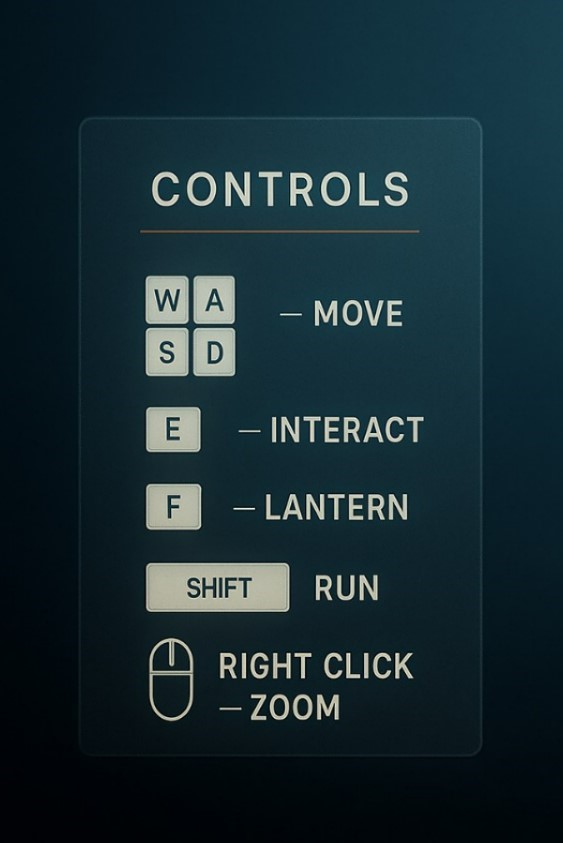 CONTROLS
W A — MOVE
S D
E — INTERACT
F — LANTERN
SHIFT RUN
RIGHT CLICK
— ZOOM